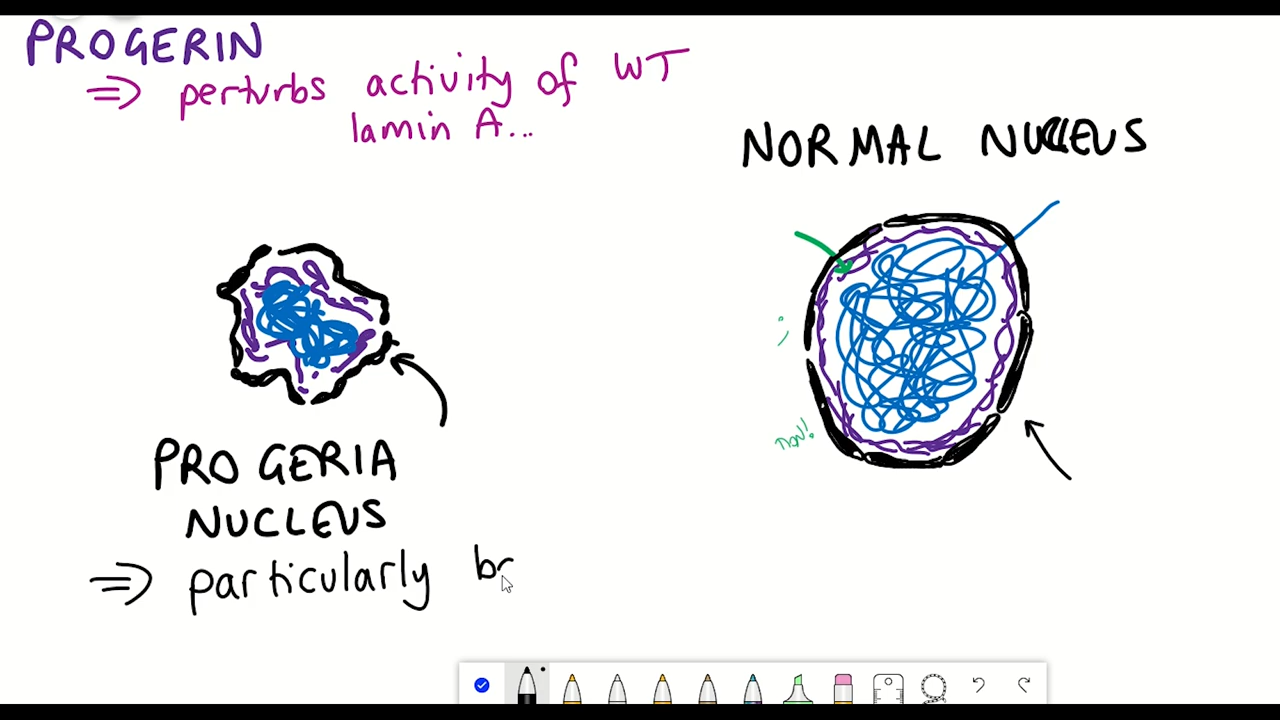 PROGERIN
⇒ perturbs activity of WT
lamin A...
NORMAL NUCLEUS
PROGERIA
NUCLEUS
⇒ particularly br